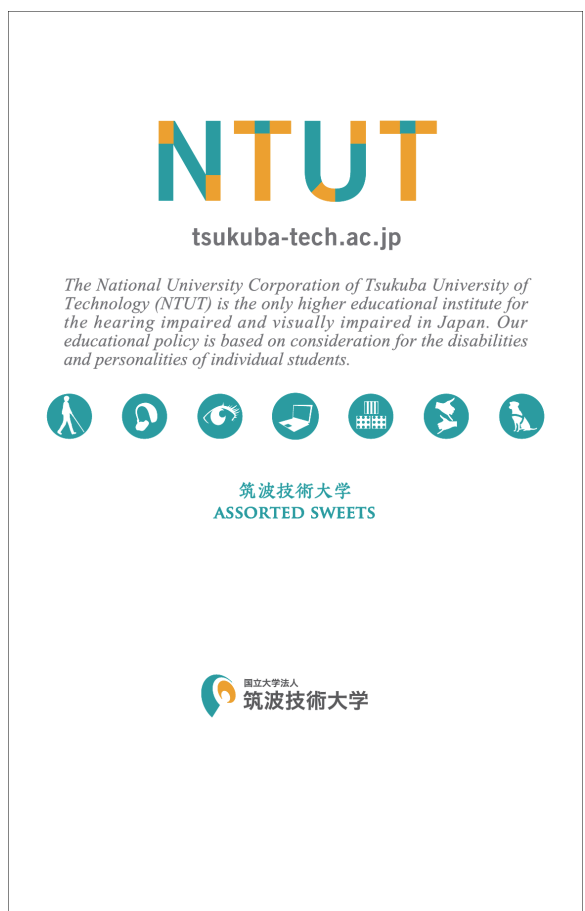 NTUT
tsukuba-tech.ac.jp
The National University Corporation of Tsukuba University of
Technology (NTUT) is the only higher educational institute for
the hearing impaired and visually impaired in Japan. Our
educational policy is based on consideration for the disabilities
and personalities of individual students.
筑波技術大学
ASSORTED SWEETS
国立大学法人
筑波技術大学